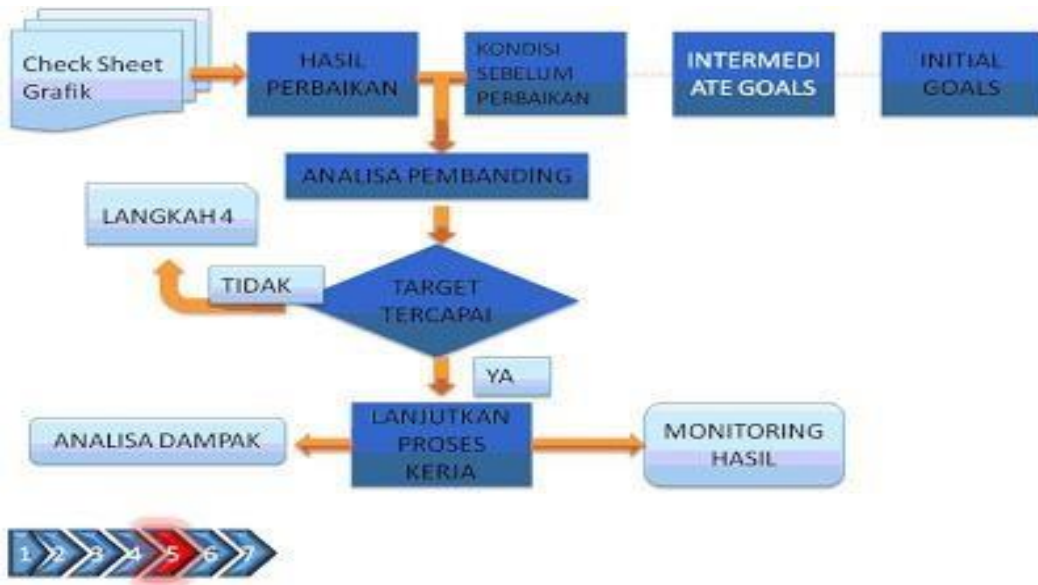 Check Sheet
Grafik
HASIL
PERBAIKAN
KONDISI
SEBELUM
PERBAIKAN
INTERMEDI
ATE GOALS
INITIAL
GOALS
ANALISA PEMBANDING
LANGKAH 4
TIDAK
TARGET
TERCAPAI
YA
ANALISA DAMPAK
LANJUTKAN
PROSES
KERJA
MONITORING
HASIL
1 2 3 4 5 6 7